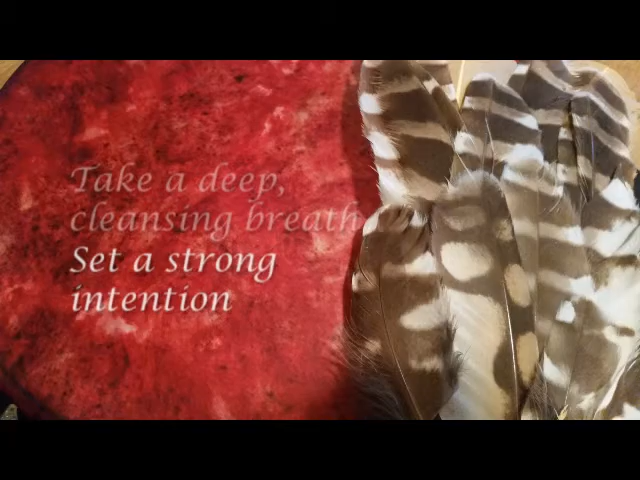 Take a deep,
cleansing breath
Set a strong
intention